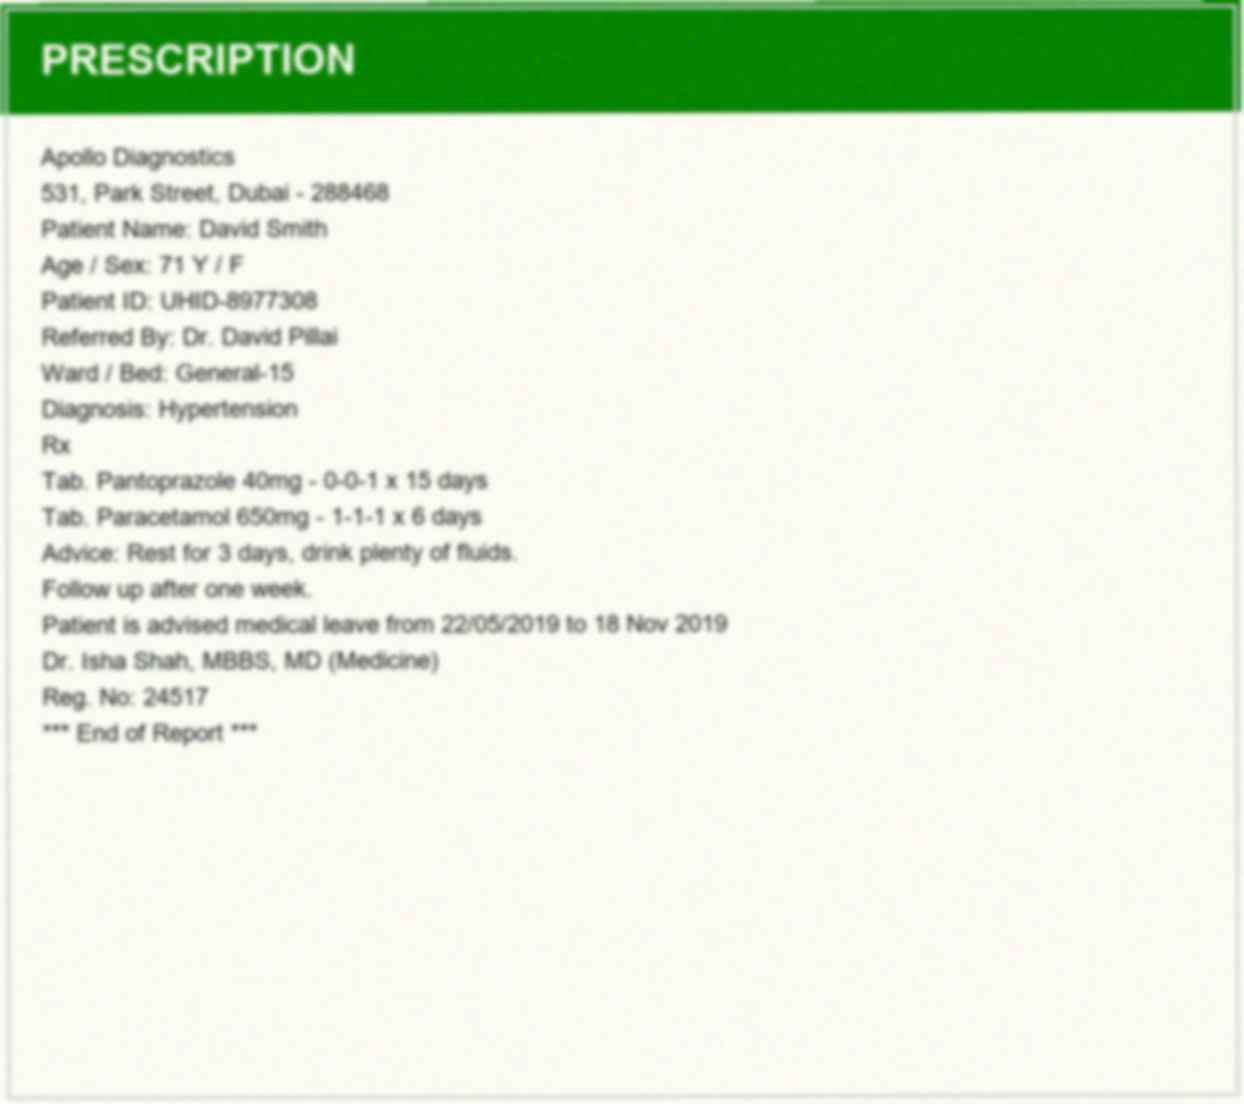 PRESCRIPTION
Apollo Diagnostics
531, Park Street, Dubai - 288468
Patient Name: David Smith
Age / Sex: 71 Y / F
Patient ID: UHID-8977308
Referred By: Dr. David Pillai
Ward / Bed: General-15
Diagnosis: Hypertension
Rx
Tab. Pantoprazole 40mg - 0-0-1 x 15 days
Tab. Paracetamol 650mg - 1-1-1 x 6 days
Advice: Rest for 3 days, drink plenty of fluids.
Follow up after one week.
Patient is advised medical leave from 22/05/2019 to 18 Nov 2019
Dr. Isha Shah, MBBS, MD (Medicine)
Reg. No: 24517
*** End of Report ***